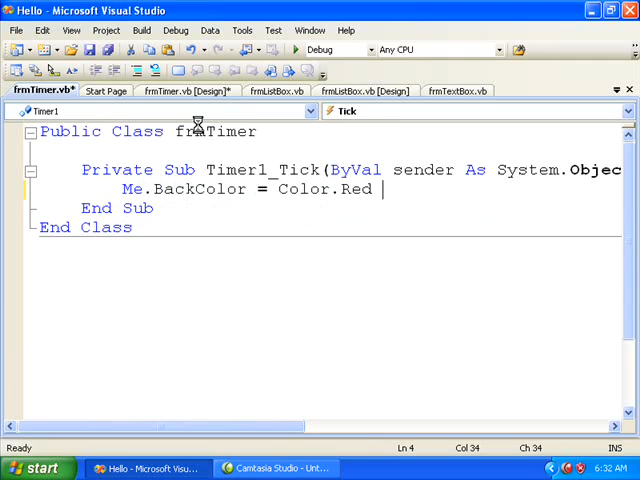 Hello - Microsoft Visual Studio
File Edit View Project Build Debug Data Tools Test Window Help
Debug Any CPU
frmTimer.vb* Start Page frmTimer.vb [Design]* frmListBox.vb frmListBox.vb [Design] frmTextBox.vb
Timer1 Tick
Public Class frmTimer
Private Sub Timer1_Tick(ByVal sender As System.Objec
Me.BackColor = Color.Red
End Sub
End Class
Ready Ln 4 Col 34 Ch 34 INS
start Hello - Microsoft Visu... Camtasia Studio - Unt... 6:32 AM